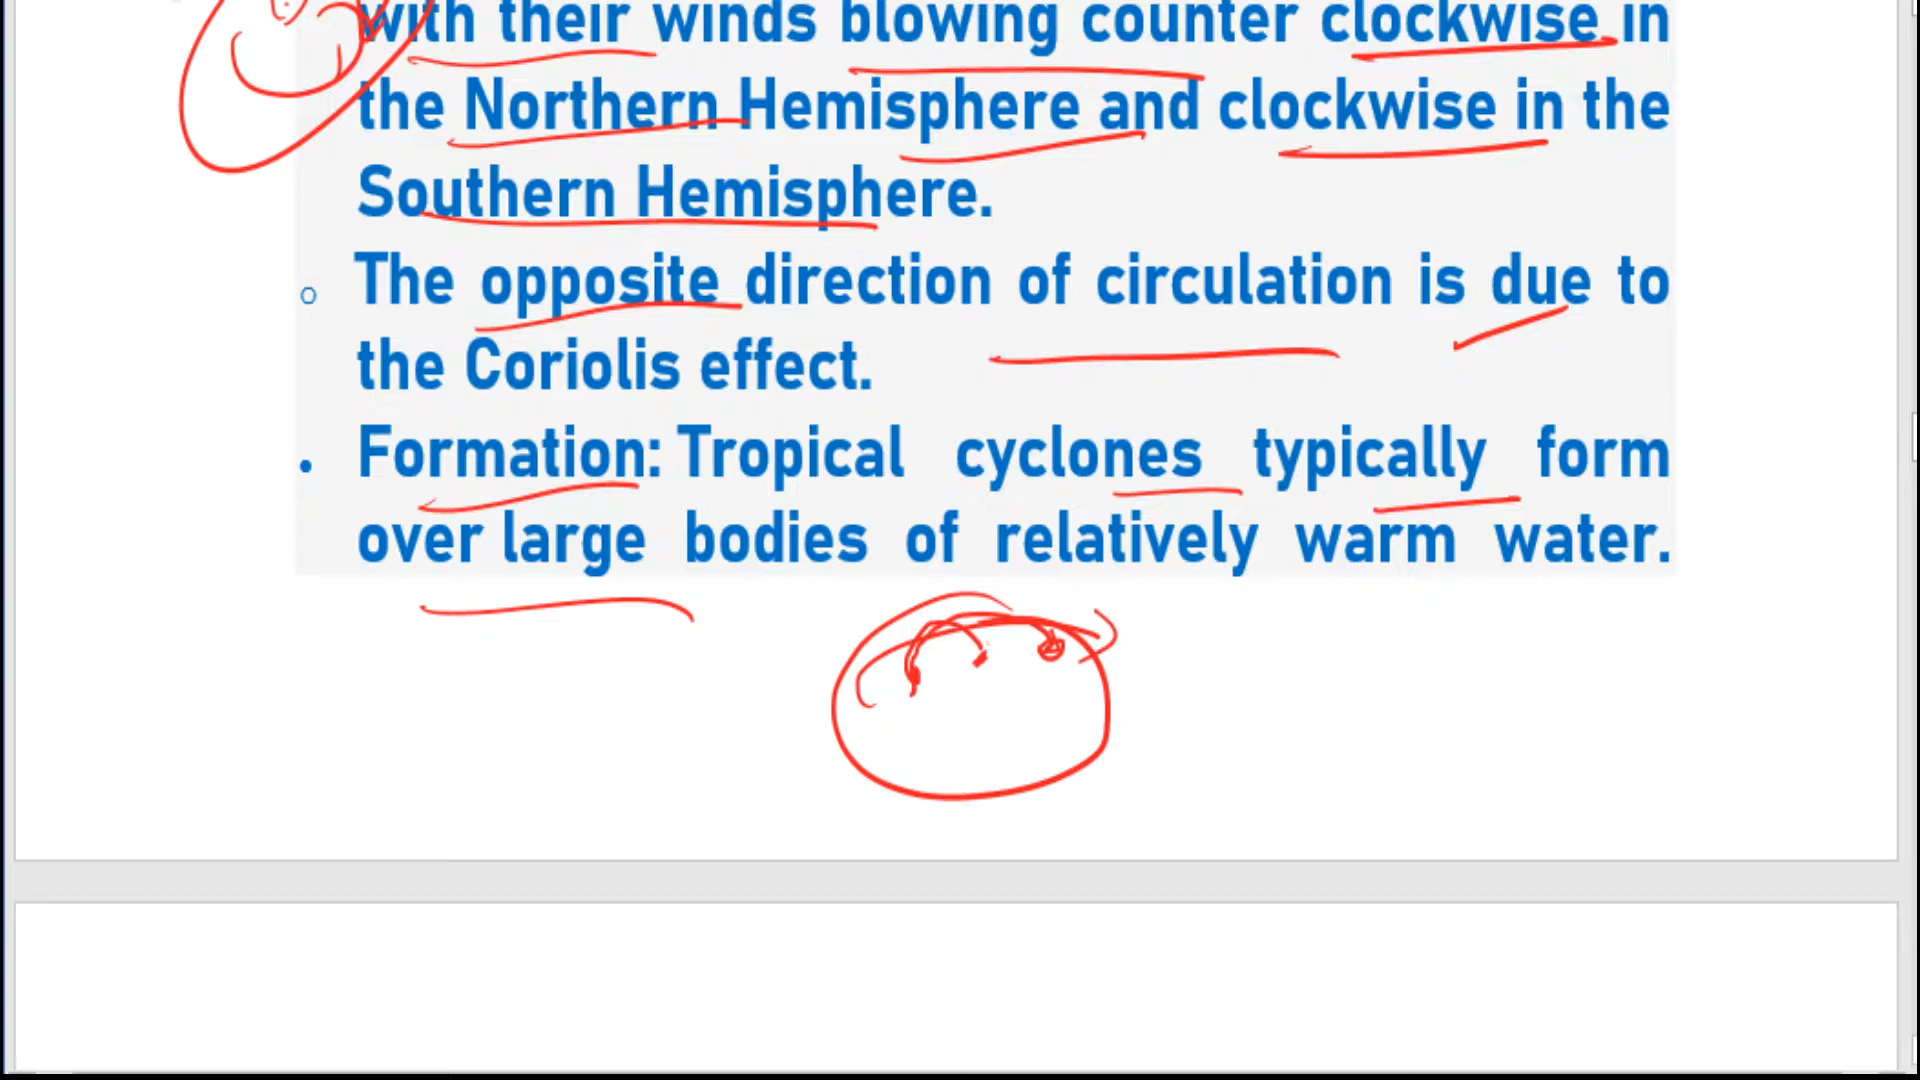 with their winds blowing counter clockwise in
the Northern Hemisphere and clockwise in the
Southern Hemisphere.
The opposite direction of circulation is due to
the Coriolis effect.
Formation: Tropical cyclones typically form
over large bodies of relatively warm water.